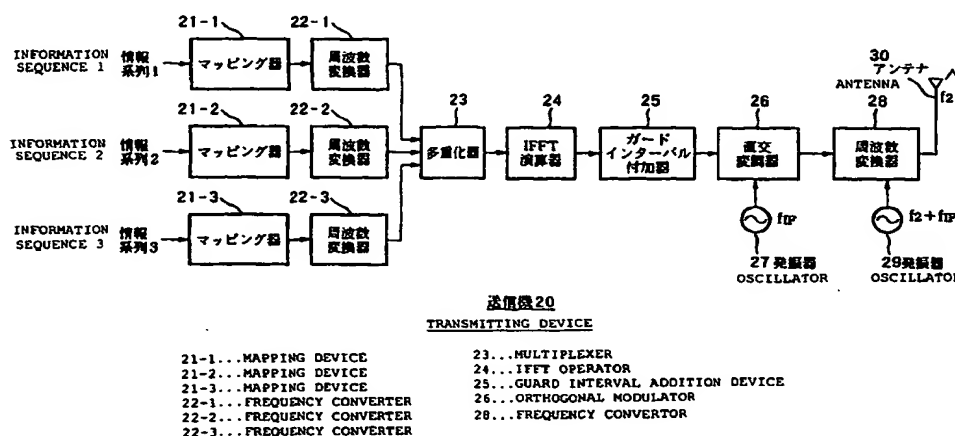 21-1
22-1
INFORMATION
SEQUENCE 1
情報
系列1
マッピング器
周波数
変換器
21-2
22-2
INFORMATION
SEQUENCE 2
情報
系列2
マッピング器
周波数
変換器
21-3
22-3
INFORMATION
SEQUENCE 3
情報
系列3
マッピング器
周波数
変換器
23
多重化器
24
IFFT
演算器
25
ガード
インターバル
付加器
26
直交
変調器
28
周波数
変換器
30
アンテナ
ANTENNA
f2
fIF
27発振器
OSCILLATOR
f2+fIF
29発振器
OSCILLATOR
送信機20
TRANSMITTING DEVICE
21-1...MAPPING DEVICE
21-2...MAPPING DEVICE
21-3...MAPPING DEVICE
22-1...FREQUENCY CONVERTER
22-2...FREQUENCY CONVERTER
22-3...FREQUENCY CONVERTER
23...MULTIPLEXER
24...IFFT OPERATOR
25...GUARD INTERVAL ADDITION DEVICE
26...ORTHOGONAL MODULATOR
28...FREQUENCY CONVERTOR